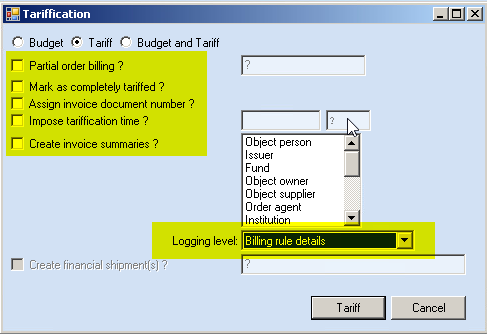 Tariffication
Budget Tariff Budget and Tariff
Partial order billing ? ?
Mark as completely tariffed ?
Assign invoice document number ?
Impose tariffication time ? ?
Create invoice summaries ? Object person
Issuer
Fund
Object owner
Object supplier
Order agent
Institution
Logging level: Billing rule details
Create financial shipment(s) ? ?
Tariff Cancel